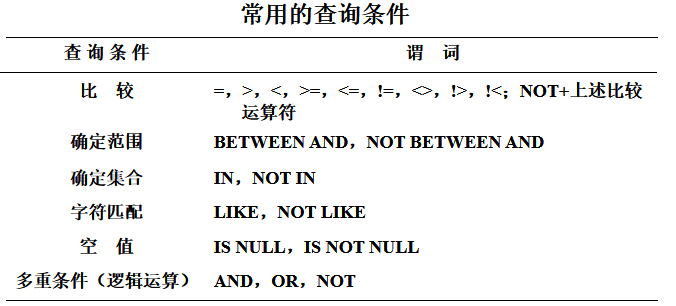 常用的查询条件
查 询 条 件 谓 词
比 较 =，>，<，>=，<=，!=，<>，!>，!<；NOT+上述比较
运算符
确定范围 BETWEEN AND，NOT BETWEEN AND
确定集合 IN，NOT IN
字符匹配 LIKE，NOT LIKE
空 值 IS NULL，IS NOT NULL
多重条件（逻辑运算） AND，OR，NOT